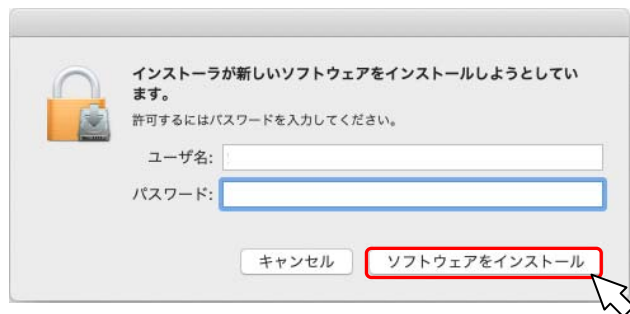 インストーラが新しいソフトウェアをインストールしようとしてい
ます。
許可するにはパスワードを入力してください。
ユーザ名:
パスワード:
キャンセル ソフトウェアをインストール